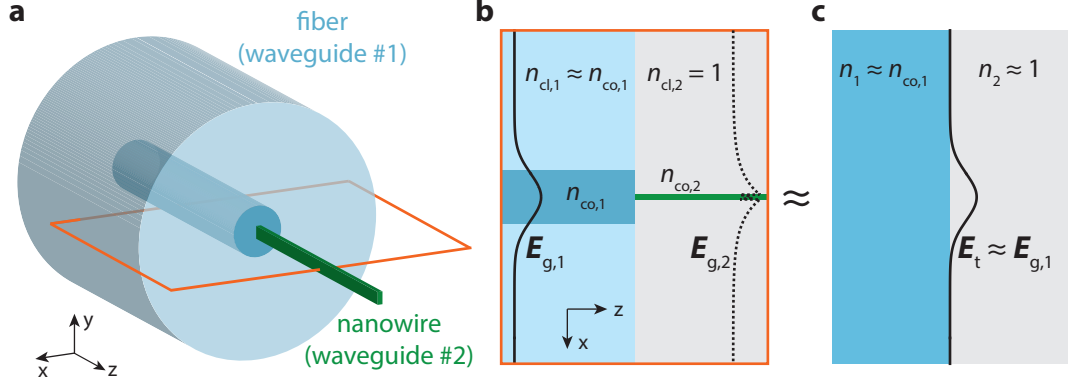 a
fiber
(waveguide #1)
nanowire
(waveguide #2)
y
x
z
b
n_cl,1 ≈ n_co,1
n_cl,2 = 1
n_co,2
n_co,1
E_g,1
E_g,2
z
x
≈
c
n_1 ≈ n_co,1
n_2 ≈ 1
E_t ≈ E_g,1